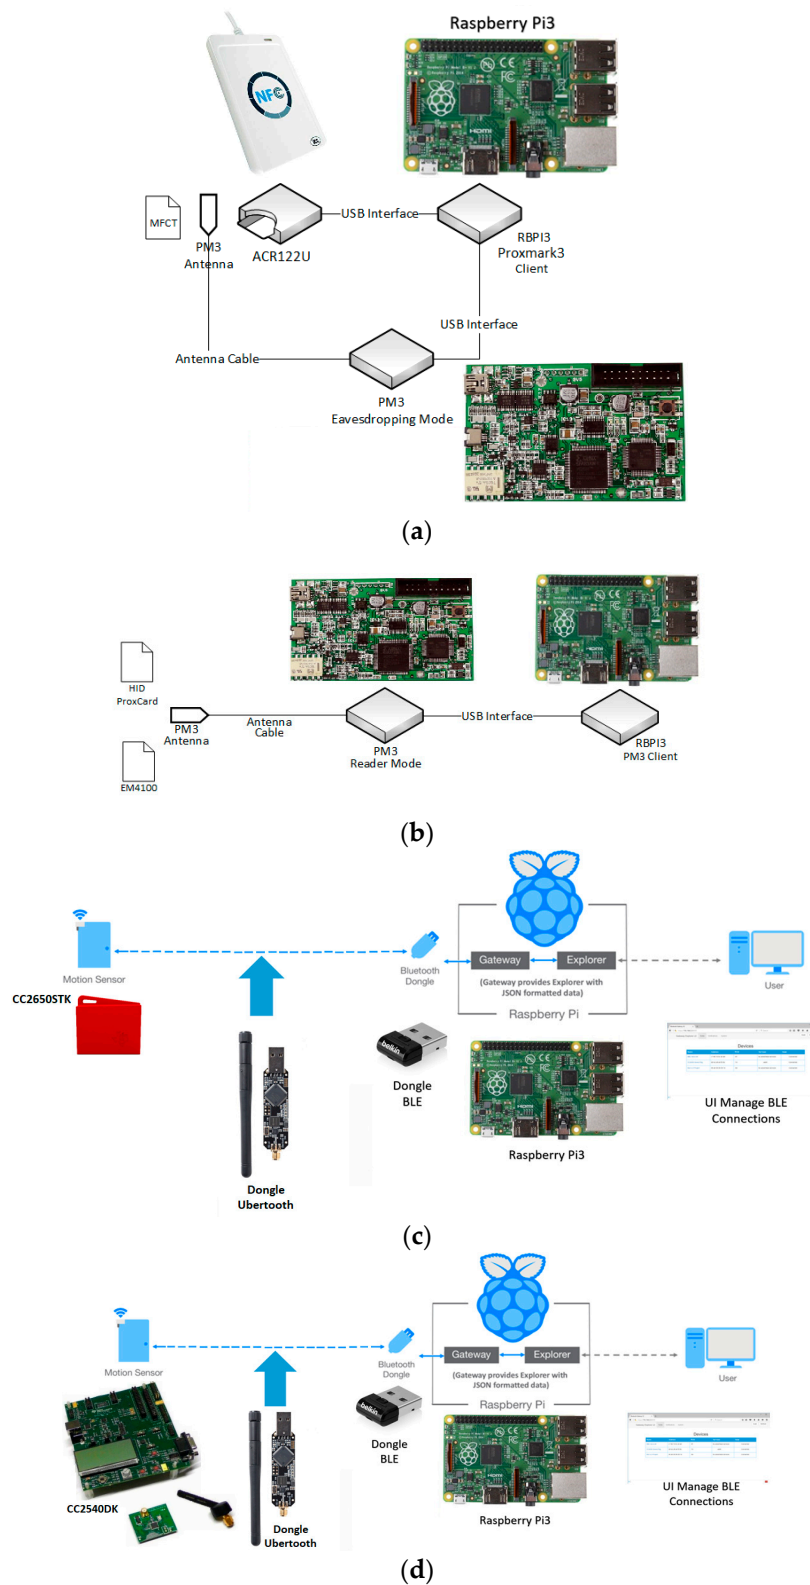 Raspberry Pi3
NFC
HDMI
MFCT
PM3
Antenna
ACR122U
USB Interface
RBPI3
Proxmark3
Client
USB Interface
Antenna Cable
PM3
Eavesdropping Mode
(a)
HID
ProxCard
PM3
Antenna
Antenna
Cable
PM3
Reader Mode
USB Interface
RBPI3
PM3 Client
EM4100
(b)
Motion Sensor
CC2650STK
Bluetooth
Dongle
Gateway
Explorer
(Gateway provides Explorer with
JSON formatted data)
Raspberry Pi
User
belkin
Dongle
BLE
Raspberry Pi3
Devices
UI Manage BLE
Connections
Dongle
Ubertooth
(c)
Motion Sensor
CC2540DK
Bluetooth
Dongle
Gateway
Explorer
(Gateway provides Explorer with
JSON formatted data)
Raspberry Pi
User
belkin
Dongle
BLE
Raspberry Pi3
Devices
UI Manage BLE
Connections
Dongle
Ubertooth
(d)